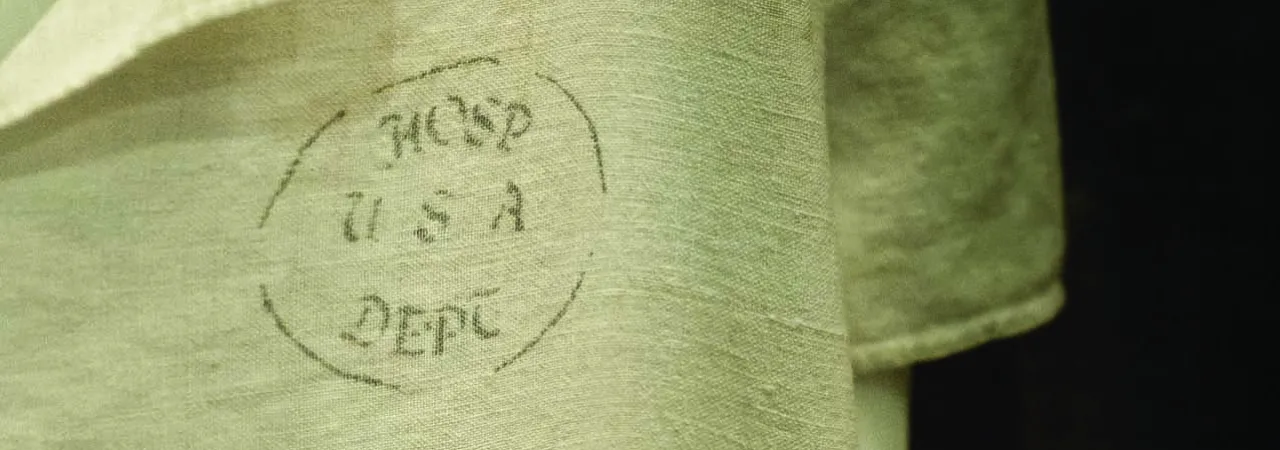 HOSP
U S A
DEPT